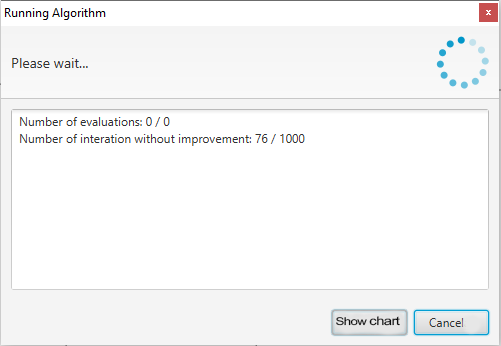 Running Algorithm
x
Please wait...
Number of evaluations: 0 / 0
Number of interation without improvement: 76 / 1000
Show chart
Cancel